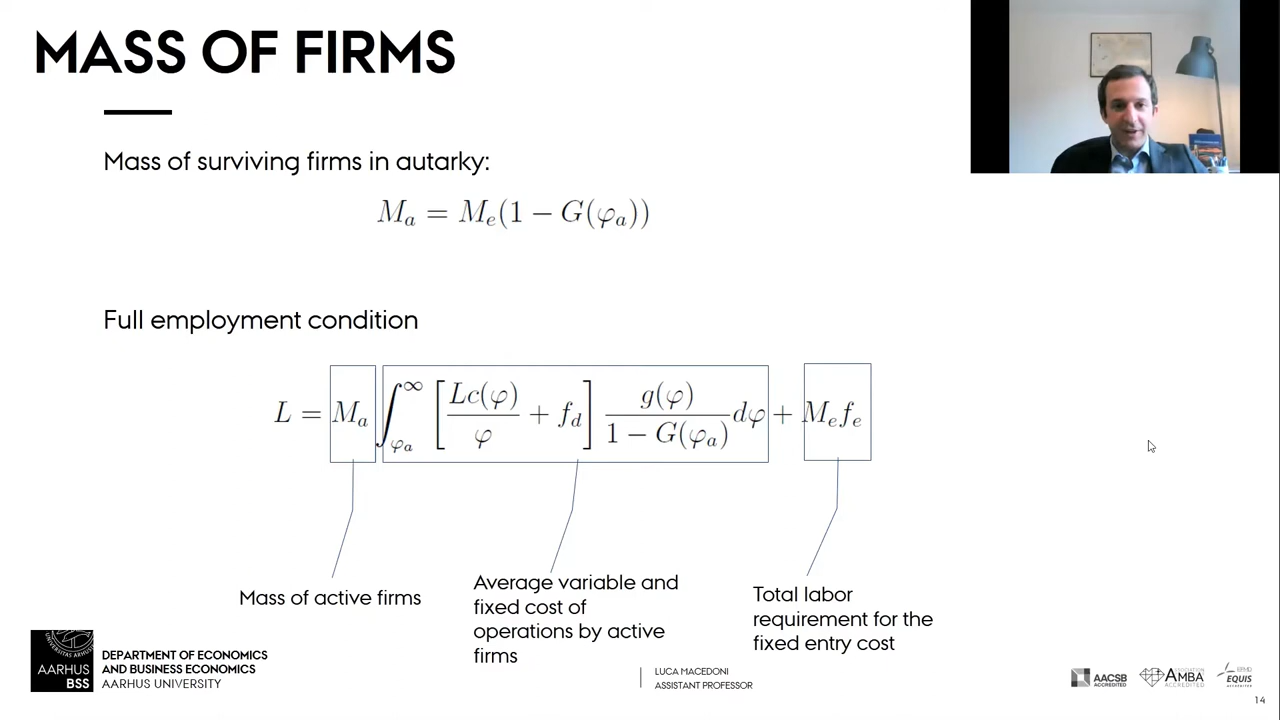 MASS OF FIRMS
Mass of surviving firms in autarky:
M_a = M_e(1 − G(φ_a))
Full employment condition
L = M_a ∫_{φ_a}^{∞} [Lc(φ)/φ + f_d] g(φ)/(1 − G(φ_a)) dφ + M_e f_e
Mass of active firms
Average variable and
fixed cost of
operations by active
firms
Total labor
requirement for the
fixed entry cost
AARHUS
BSS
DEPARTMENT OF ECONOMICS
AND BUSINESS ECONOMICS
AARHUS UNIVERSITY
LUCA MACEDONI
ASSISTANT PROFESSOR
AACSB
ACCREDITED
AMBA
EQUIS
14